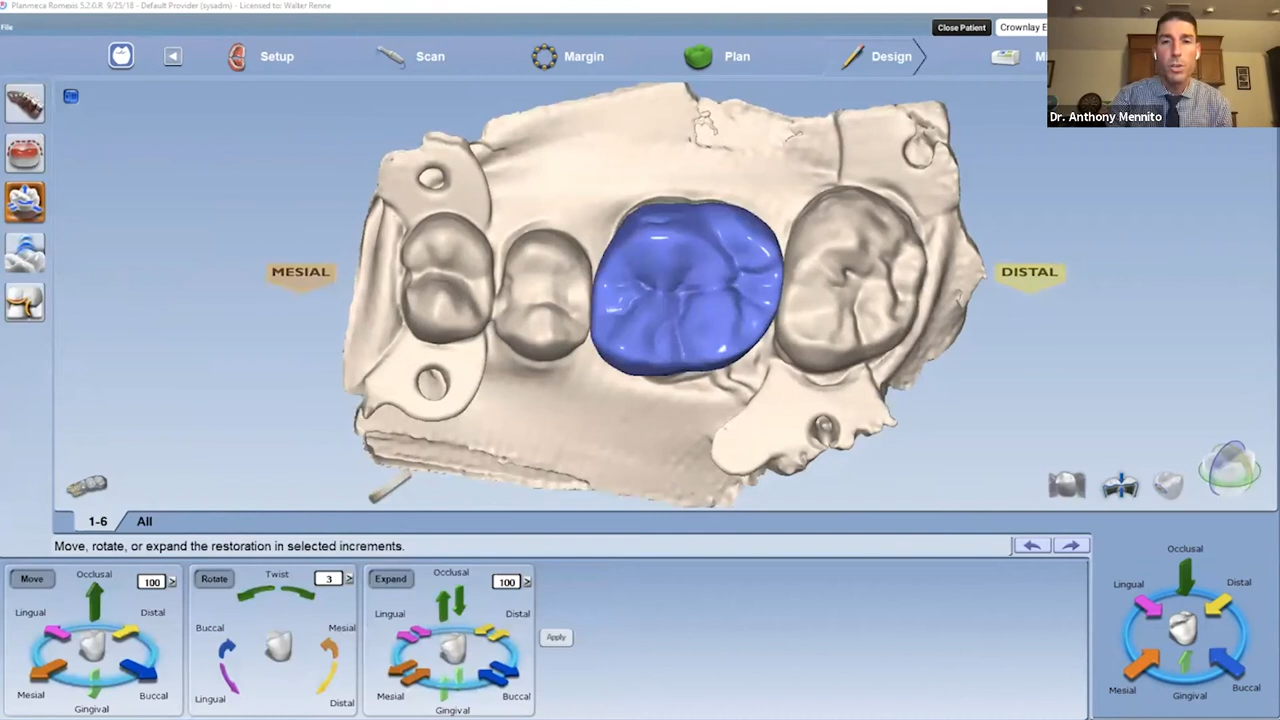 Planmeca Romexis 5.2.0.R 9/25/18 - Default Provider (sysadm) - Licensed to: Walter Renne
File
Close Patient
Crownlay E
Setup
Scan
Margin
Plan
Design
Mi
Dr. Anthony Mennito
MESIAL
DISTAL
1-6
All
Move, rotate, or expand the restoration in selected increments.
Move
Occlusal
100
>
Lingual
Distal
Mesial
Buccal
Gingival
Rotate
Twist
3
>
Buccal
Mesial
Lingual
Distal
Expand
Occlusal
100
>
Lingual
Distal
Mesial
Buccal
Gingival
Apply
Occlusal
Lingual
Distal
Mesial
Buccal
Gingival